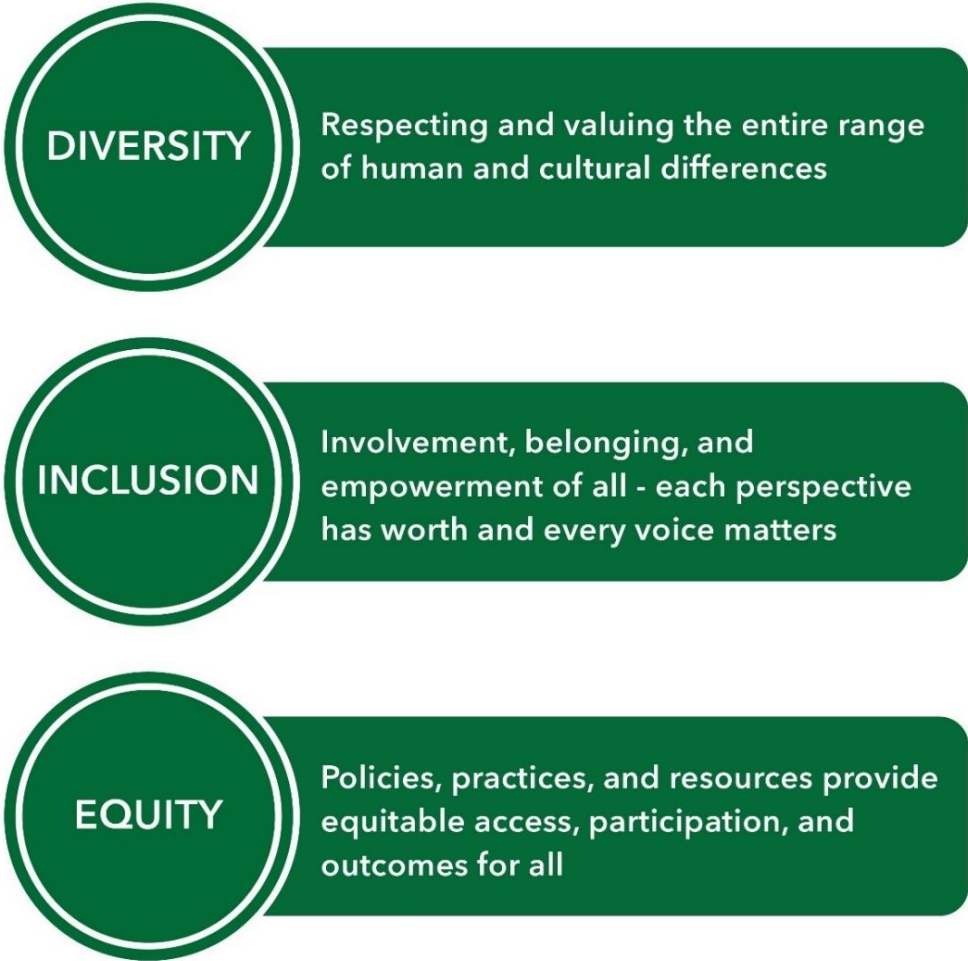 DIVERSITY
Respecting and valuing the entire range
of human and cultural differences
INCLUSION
Involvement, belonging, and
empowerment of all - each perspective
has worth and every voice matters
EQUITY
Policies, practices, and resources provide
equitable access, participation, and
outcomes for all